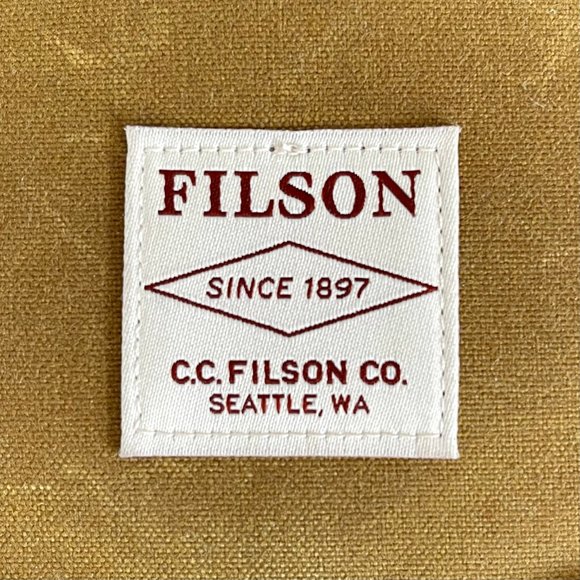 FILSON
SINCE 1897
C.C. FILSON CO.
SEATTLE, WA